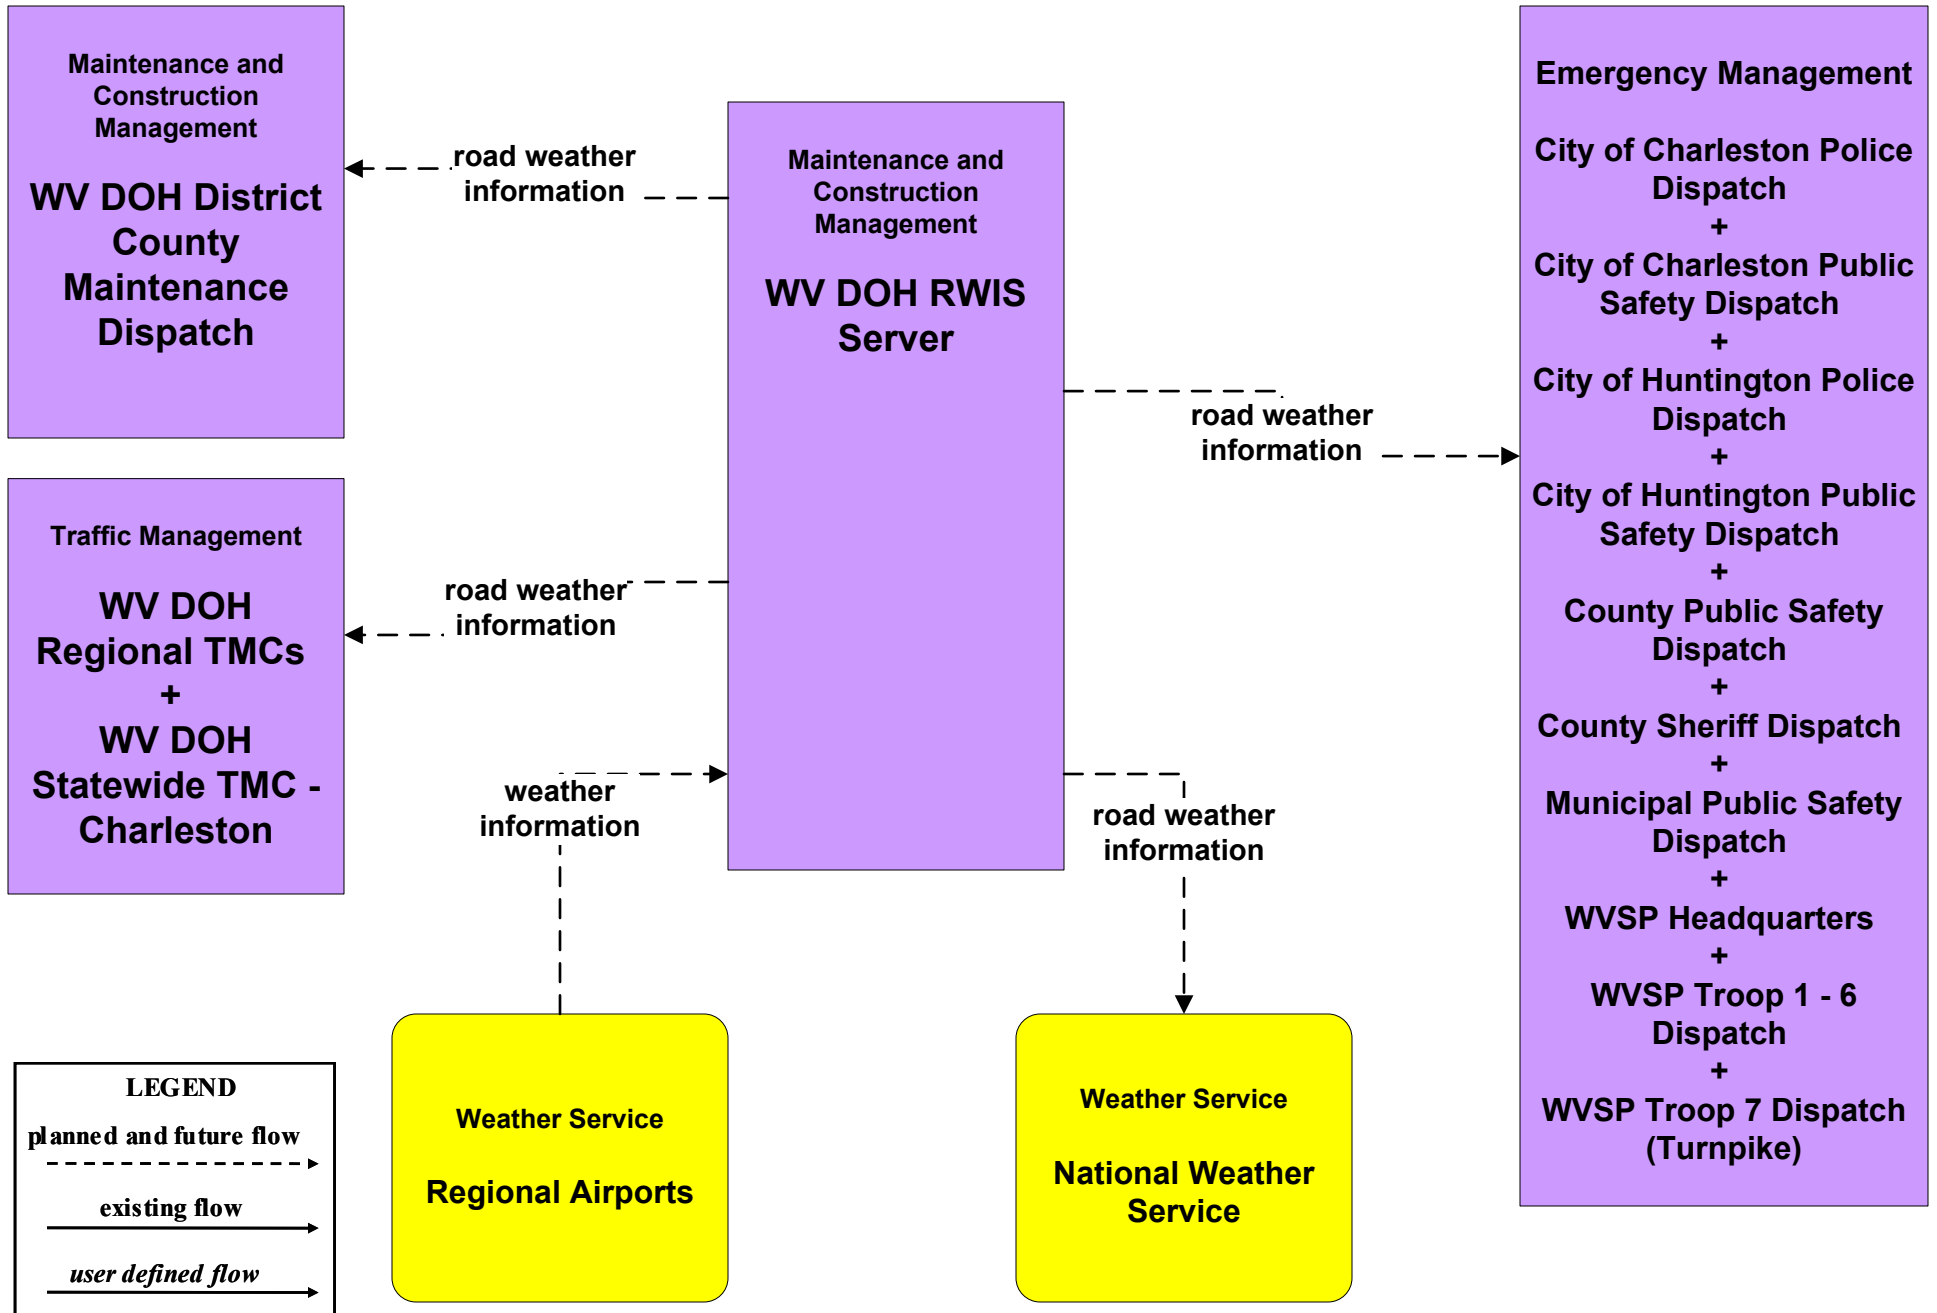 Maintenance and
Construction
Management
WV DOH District
County
Maintenance
Dispatch
road weather
information
Maintenance and
Construction
Management
WV DOH RWIS
Server
road weather
information
Emergency Management
City of Charleston Police
Dispatch
+
City of Charleston Public
Safety Dispatch
+
City of Huntington Police
Dispatch
+
City of Huntington Public
Safety Dispatch
+
County Public Safety
Dispatch
+
County Sheriff Dispatch
+
Municipal Public Safety
Dispatch
+
WVSP Headquarters
+
WVSP Troop 1 - 6
Dispatch
+
WVSP Troop 7 Dispatch
(Turnpike)
Traffic Management
WV DOH
Regional TMCs
+
WV DOH
Statewide TMC -
Charleston
road weather
information
weather
information
road weather
information
Weather Service
Regional Airports
Weather Service
National Weather
Service
LEGEND
planned and future flow
existing flow
user defined flow